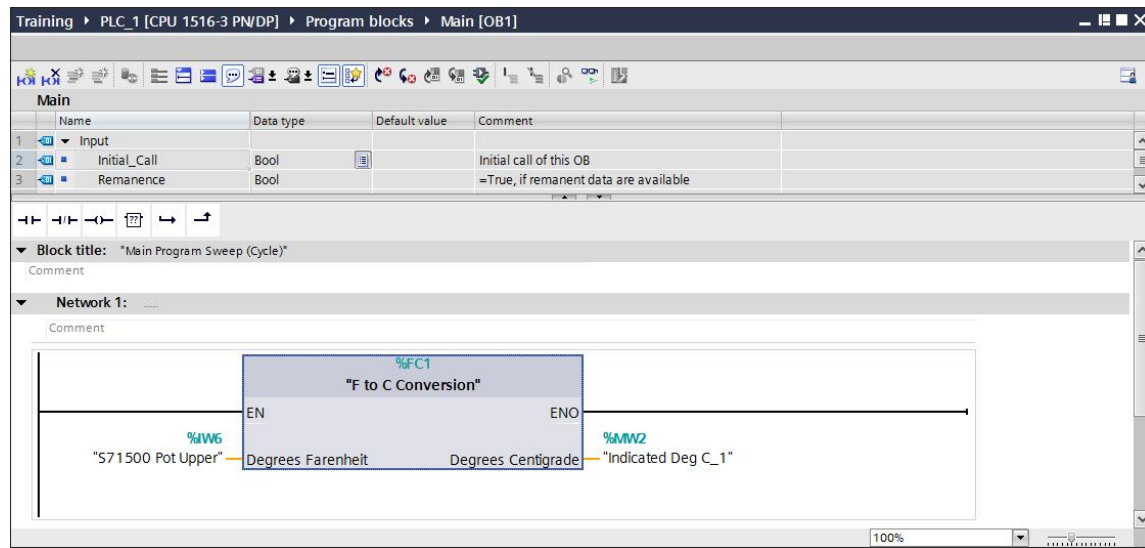 Training ▸ PLC_1 [CPU 1516-3 PN/DP] ▸ Program blocks ▸ Main [OB1]
Main
Name Data type Default value Comment
1 Input
2 Initial_Call Bool Initial call of this OB
3 Remanence Bool =True, if remanent data are available
??
Block title: "Main Program Sweep (Cycle)"
Comment
Network 1: .....
Comment
%FC1
"F to C Conversion"
EN ENO
%IW6 %MW2
"S71500 Pot Upper" Degrees Farenheit Degrees Centigrade "Indicated Deg C_1"
100%